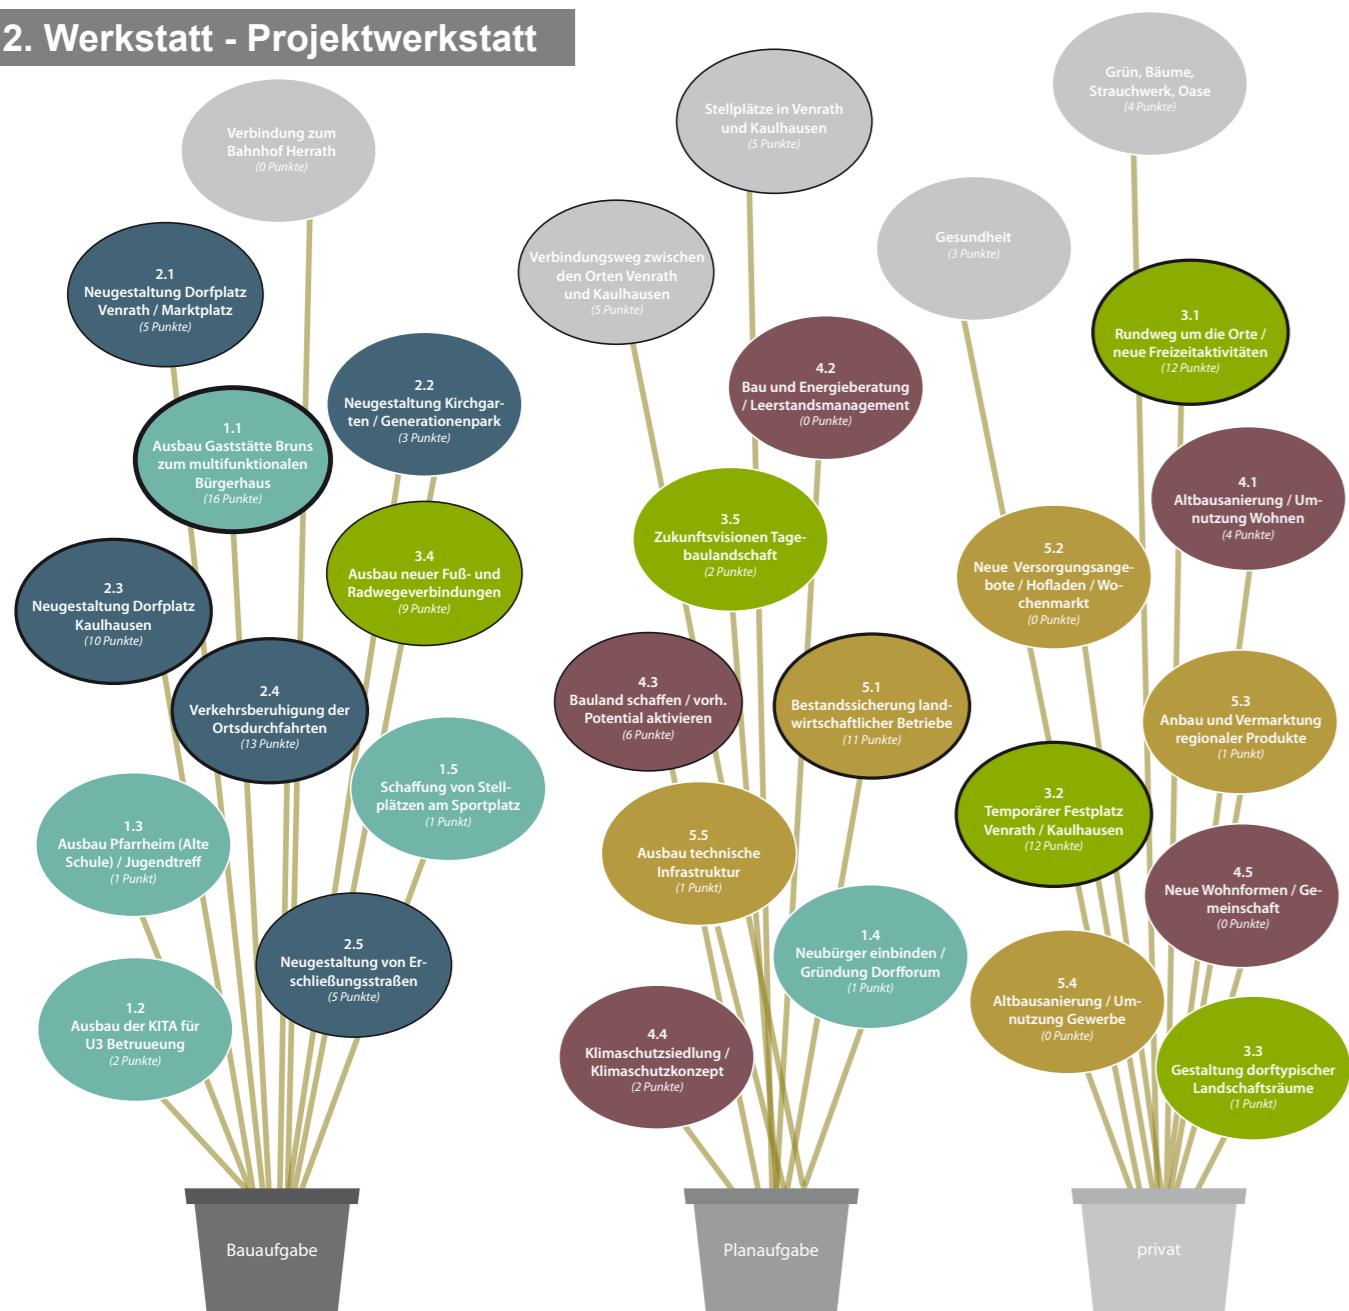 2. Werkstatt - Projektwerkstatt
Verbindung zum
Bahnhof Herrath
(0 Punkte)
2.1
Neugestaltung Dorfplatz
Venrath / Marktplatz
(5 Punkte)
2.2
Neugestaltung Kirchgar-
ten / Generationenpark
(3 Punkte)
1.1
Ausbau Gaststätte Bruns
zum multifunktionalen
Bürgerhaus
(16 Punkte)
3.4
Ausbau neuer Fuß- und
Radwegeverbindungen
(9 Punkte)
2.3
Neugestaltung Dorfplatz
Kaulhausen
(10 Punkte)
2.4
Verkehrsberuhigung der
Ortsdurchfahrten
(13 Punkte)
1.5
Schaffung von Stell-
plätzen am Sportplatz
(1 Punkt)
1.3
Ausbau Pfarrheim (Alte
Schule) / Jugendtreff
(1 Punkt)
2.5
Neugestaltung von Er-
schließungsstraßen
(5 Punkte)
1.2
Ausbau der KITA für
U3 Betruueung
(2 Punkte)
Bauaufgabe
Stellplätze in Venrath
und Kaulhausen
(5 Punkte)
Verbindungsweg zwischen
den Orten Venrath
und Kaulhausen
(5 Punkte)
4.2
Bau und Energieberatung
/ Leerstandsmanagement
(0 Punkte)
3.5
Zukunftsvisionen Tage-
baulandschaft
(2 Punkte)
4.3
Bauland schaffen / vorh.
Potential aktivieren
(6 Punkte)
5.1
Bestandssicherung land-
wirtschaftlicher Betriebe
(11 Punkte)
5.5
Ausbau technische
Infrastruktur
(1 Punkt)
1.4
Neubürger einbinden /
Gründung Dorfforum
(1 Punkt)
4.4
Klimaschutzsiedlung /
Klimaschutzkonzept
(2 Punkte)
Planaufgabe
Grün, Bäume,
Strauchwerk, Oase
(4 Punkte)
Gesundheit
(3 Punkte)
3.1
Rundweg um die Orte /
neue Freizeitaktivitäten
(12 Punkte)
4.1
Altbausanierung / Um-
nutzung Wohnen
(4 Punkte)
5.2
Neue Versorgungsange-
bote / Hofladen / Wo-
chenmarkt
(0 Punkte)
5.3
Anbau und Vermarktung
regionaler Produkte
(1 Punkt)
3.2
Temporärer Festplatz
Venrath / Kaulhausen
(12 Punkte)
4.5
Neue Wohnformen / Ge-
meinschaft
(0 Punkte)
5.4
Altbausanierung / Um-
nutzung Gewerbe
(0 Punkte)
3.3
Gestaltung dorftypischer
Landschaftsräume
(1 Punkt)
privat